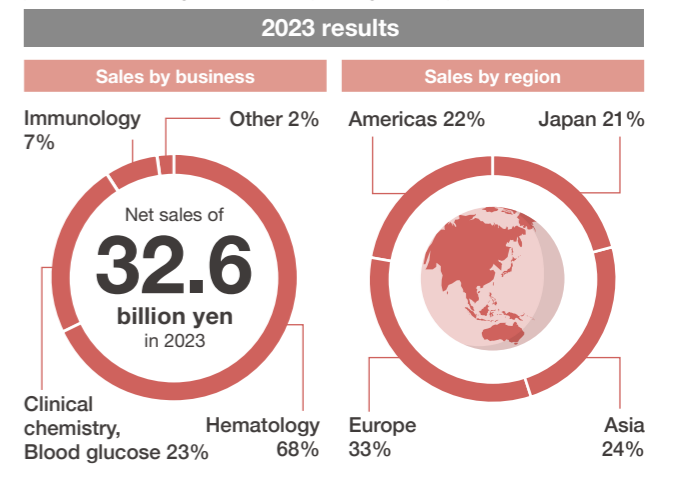 2023 results
Sales by business
Immunology
7%
Other 2%
Net sales of
32.6
billion yen
in 2023
Clinical
chemistry,
Blood glucose 23%
Hematology
68%
Sales by region
Americas 22%
Japan 21%
Europe
33%
Asia
24%